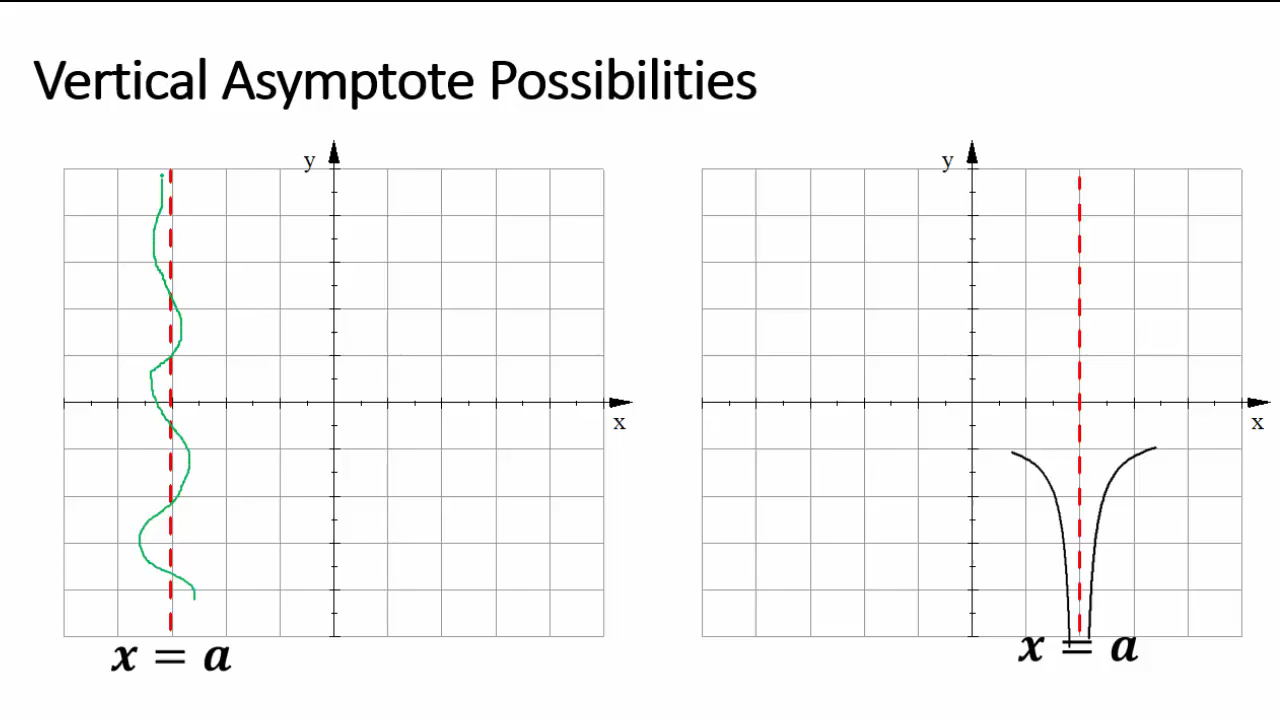 Vertical Asymptote Possibilities
y
x
x = a
y
x
x = a